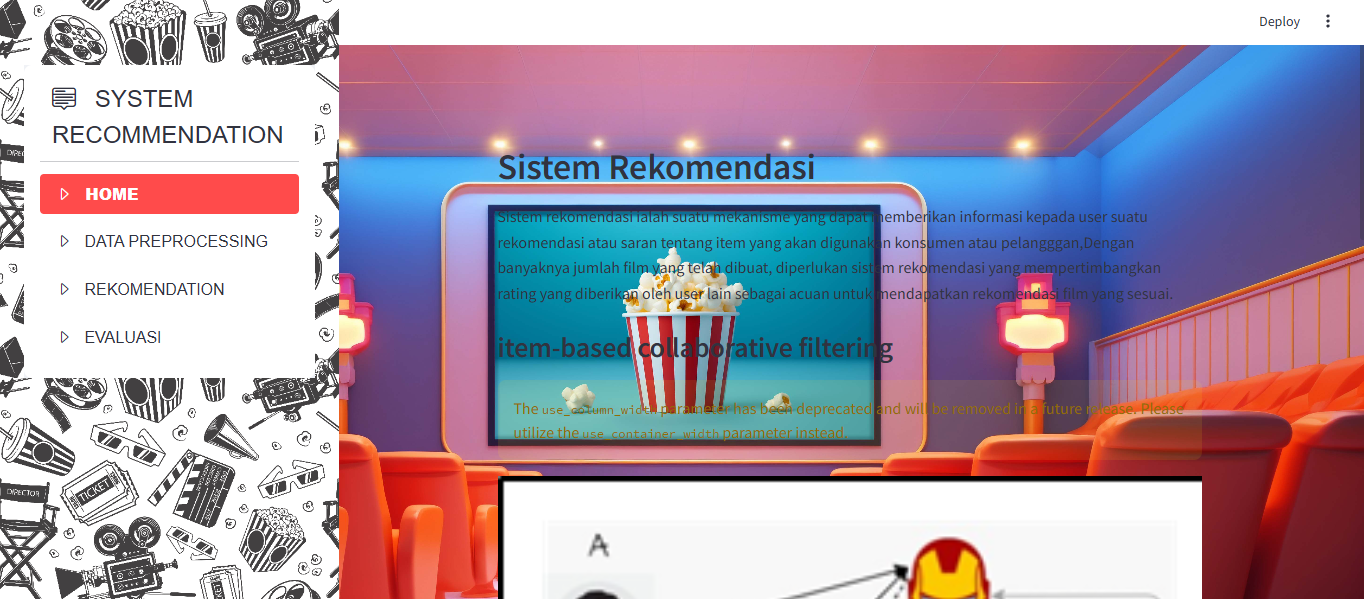 Deploy
SYSTEM
RECOMMENDATION
HOME
DATA PREPROCESSING
REKOMENDATION
EVALUASI
DIRECTOR
TICKET
Sistem Rekomendasi
Sistem rekomendasi ialah suatu mekanisme yang dapat memberikan informasi kepada user suatu
rekomendasi atau saran tentang item yang akan digunakan konsumen atau pelangggan,Dengan
banyaknya jumlah film yang telah dibuat, diperlukan sistem rekomendasi yang mempertimbangkan
rating yang diberikan oleh user lain sebagai acuan untuk mendapatkan rekomendasi film yang sesuai.
item-based collaborative filtering
The use_column_width parameter has been deprecated and will be removed in a future release. Please
utilize the use_container_width parameter instead.
A